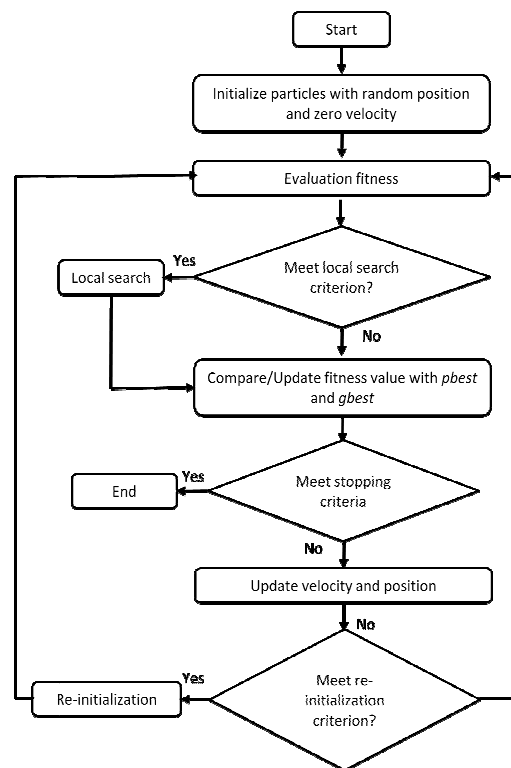 Start
Initialize particles with random position
and zero velocity
Evaluation fitness
Yes
Local search
Meet local search
criterion?
No
Compare/Update fitness value with pbest
and gbest
Yes
End
Meet stopping
criteria
No
Update velocity and position
No
Yes
Re-initialization
Meet re-
initialization
criterion?